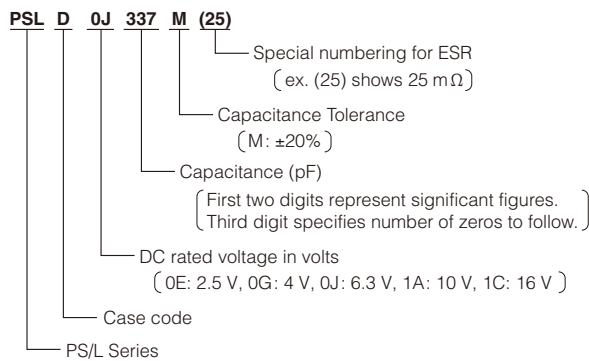 PSL D 0J 337 M (25)
Special numbering for ESR
( ex. (25) shows 25 mΩ )
Capacitance Tolerance
( M: ±20% )
Capacitance (pF)
( First two digits represent significant figures.
Third digit specifies number of zeros to follow. )
DC rated voltage in volts
( 0E: 2.5 V, 0G: 4 V, 0J: 6.3 V, 1A: 10 V, 1C: 16 V )
Case code
PS/L Series